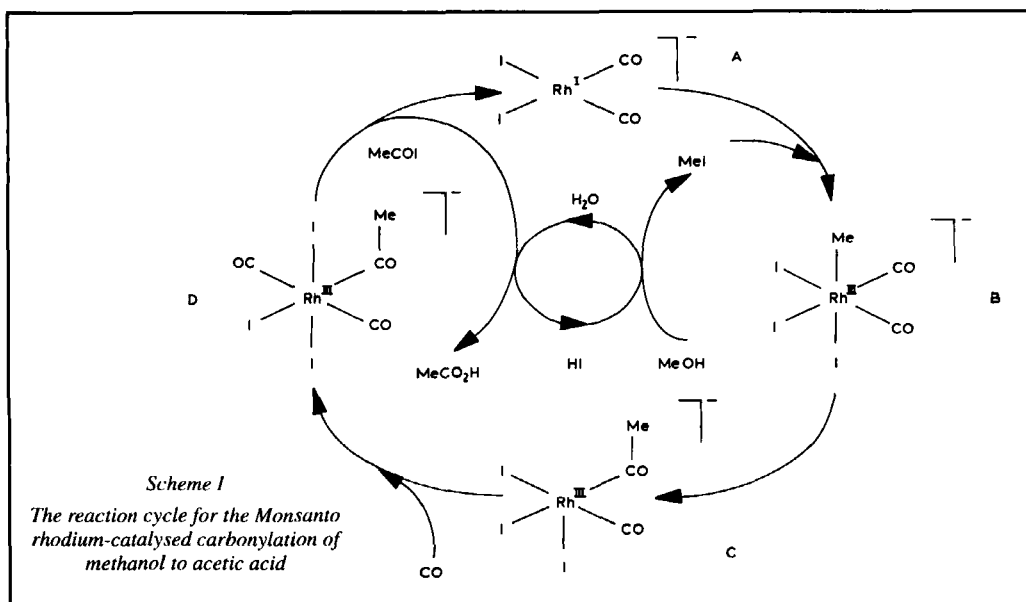 I
CO
Rh
I
A
I
CO
MeCOI
MeI
H₂O
Me
I
CO
OC
Rh
III
D
I
CO
I
Me
I
CO
Rh
III
B
I
CO
I
MeCO₂H
HI
MeOH
Me
I
CO
Rh
III
I
CO
I
C
CO
Scheme I
The reaction cycle for the Monsanto
rhodium-catalysed carbonylation of
methanol to acetic acid